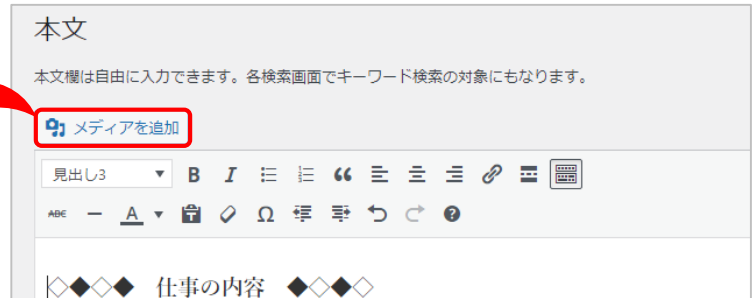 本文
本文欄は自由に入力できます。各検索画面でキーワード検索の対象にもなります。
メディアを追加
見出し3 B I
ABE A Ω
◇◆◇◆ 仕事の内容 ◆◇◆◇